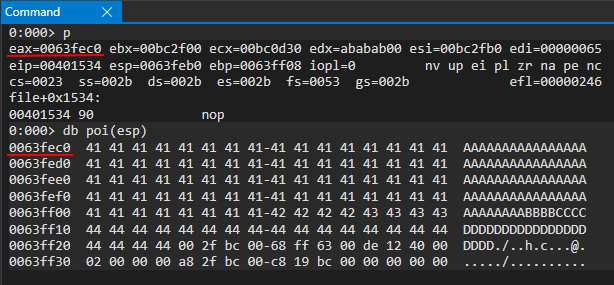 Command X
0:000> p
eax=0063fec0 ebx=00bc2f00 ecx=00bc0d30 edx=ababab00 esi=00bc2fb0 edi=00000065
eip=00401534 esp=0063feb0 ebp=0063ff08 iopl=0         nv up ei pl zr na pe nc
cs=0023  ss=002b  ds=002b  es=002b  fs=0053  gs=002b             efl=00000246
file+0x1534:
00401534 90              nop
0:000> db poi(esp)
0063fec0  41 41 41 41 41 41 41 41-41 41 41 41 41 41 41 41  AAAAAAAAAAAAAAAA
0063fed0  41 41 41 41 41 41 41 41-41 41 41 41 41 41 41 41  AAAAAAAAAAAAAAAA
0063fee0  41 41 41 41 41 41 41 41-41 41 41 41 41 41 41 41  AAAAAAAAAAAAAAAA
0063fef0  41 41 41 41 41 41 41 41-41 41 41 41 41 41 41 41  AAAAAAAAAAAAAAAA
0063ff00  41 41 41 41 41 41 41 41-42 42 42 42 43 43 43 43  AAAAAAAABBBBCCCC
0063ff10  44 44 44 44 44 44 44 44-44 44 44 44 44 44 44 44  DDDDDDDDDDDDDDDD
0063ff20  44 44 44 44 00 2f bc 00-68 ff 63 00 de 12 40 00  DDDD./..h.c...@.
0063ff30  02 00 00 00 a8 2f bc 00-c8 19 bc 00 00 00 00 00  ...../..........